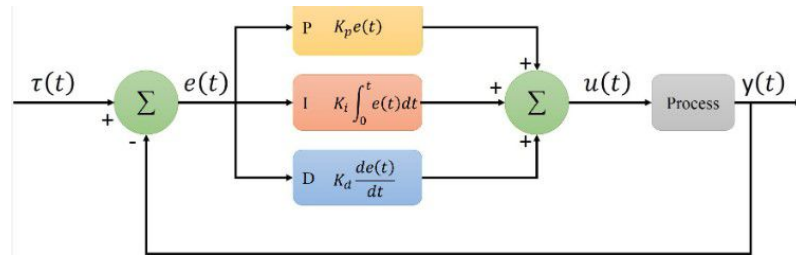 P K_p e(t)
τ(t)
+
-
Σ
e(t)
I K_i ∫_0^t e(t)dt
D K_d de(t)/dt
+
+
+
Σ
u(t)
Process
y(t)